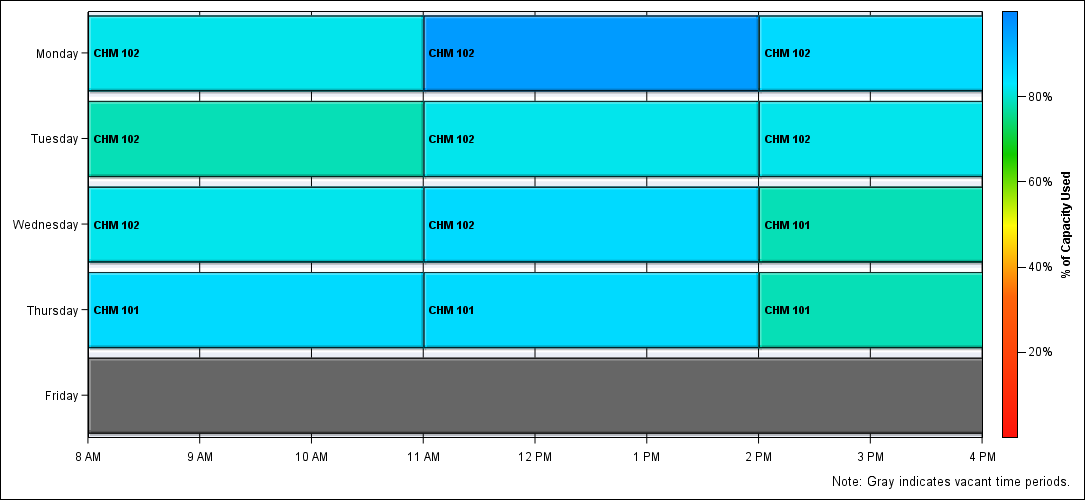 Monday
CHM 102
CHM 102
CHM 102
Tuesday
CHM 102
CHM 102
CHM 102
Wednesday
CHM 102
CHM 102
CHM 101
Thursday
CHM 101
CHM 101
CHM 101
Friday
8 AM
9 AM
10 AM
11 AM
12 PM
1 PM
2 PM
3 PM
4 PM
80%
60%
40%
20%
% of Capacity Used
Note: Gray indicates vacant time periods.